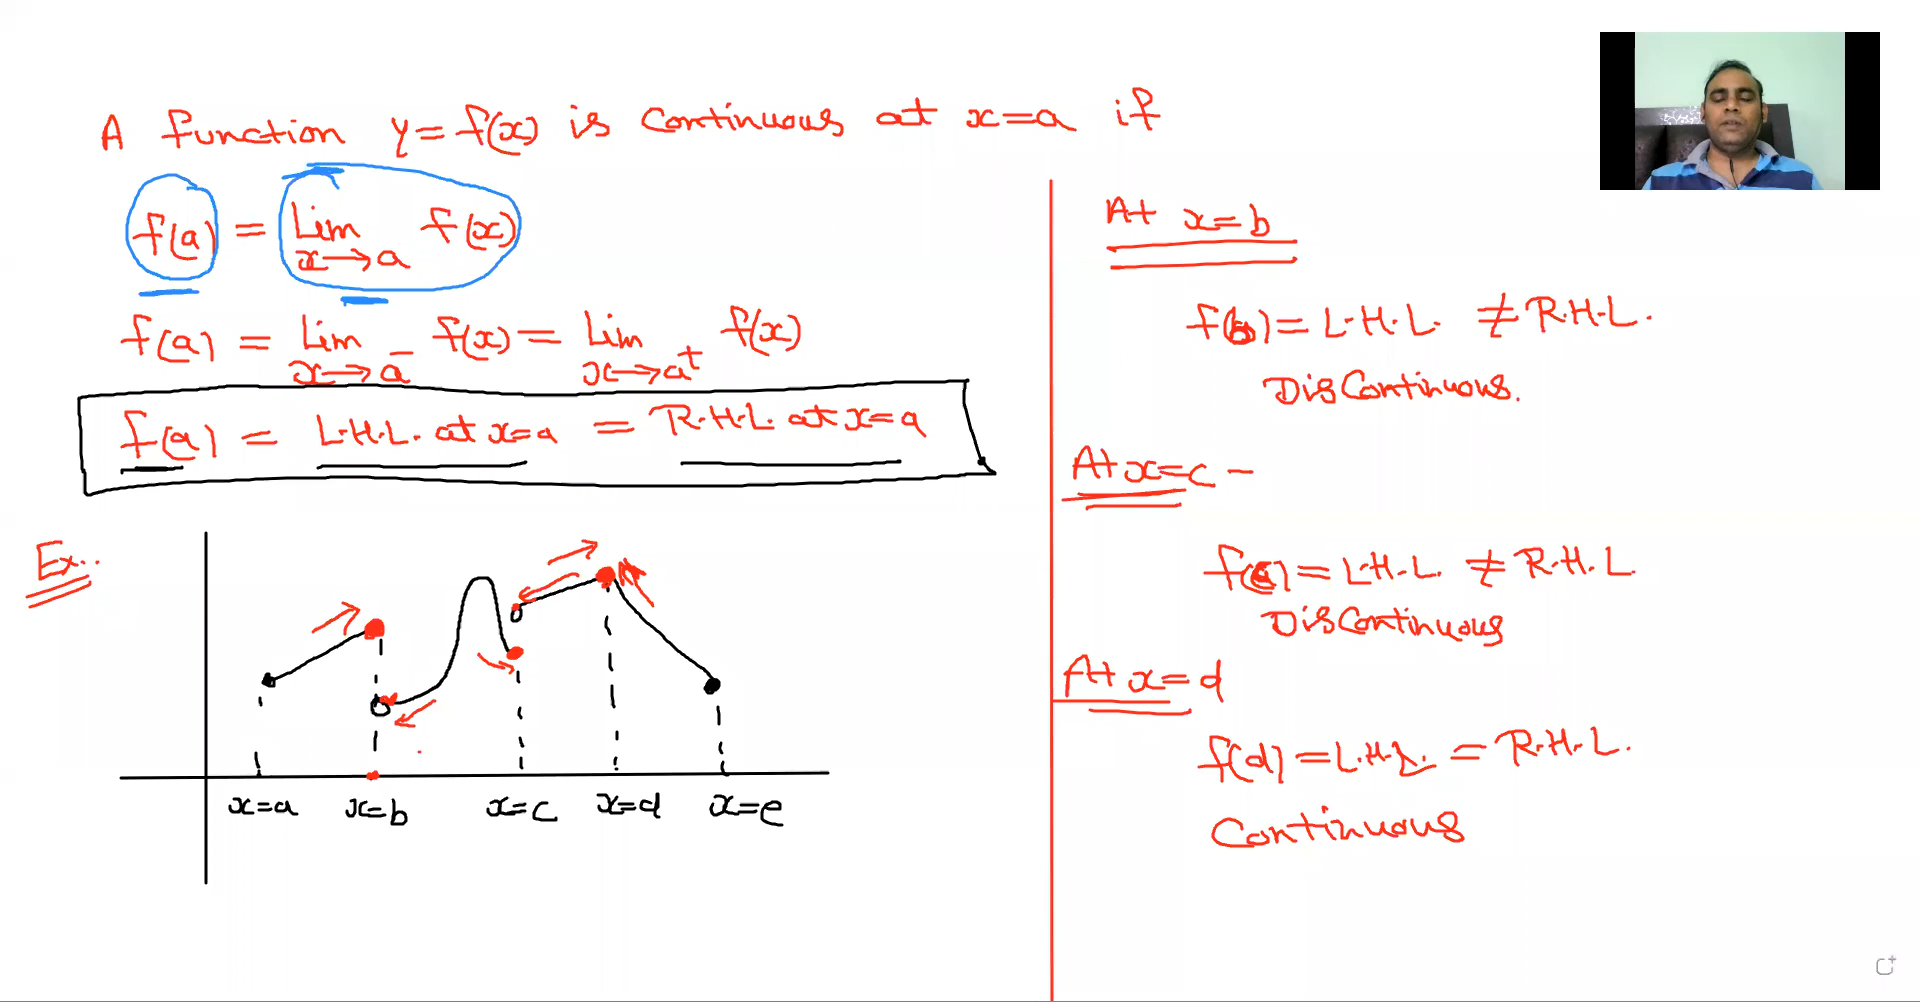 A function y=f(x) is continuous at x=a if
f(a) = Lim x→a f(x)
f(a) = Lim x→a⁻ f(x) = Lim x→a⁺ f(x)
f(a) = L.H.L. at x=a = R.H.L. at x=a
Ex..
x=a x=b x=c x=d x=e
At x=b
f(b) = L.H.L. ≠ R.H.L.
Discontinuous.
At x=c –
f(c) = L.H.L. ≠ R.H.L.
Discontinuous
At x=d
f(d) = L.H.L. = R.H.L.
Continuous